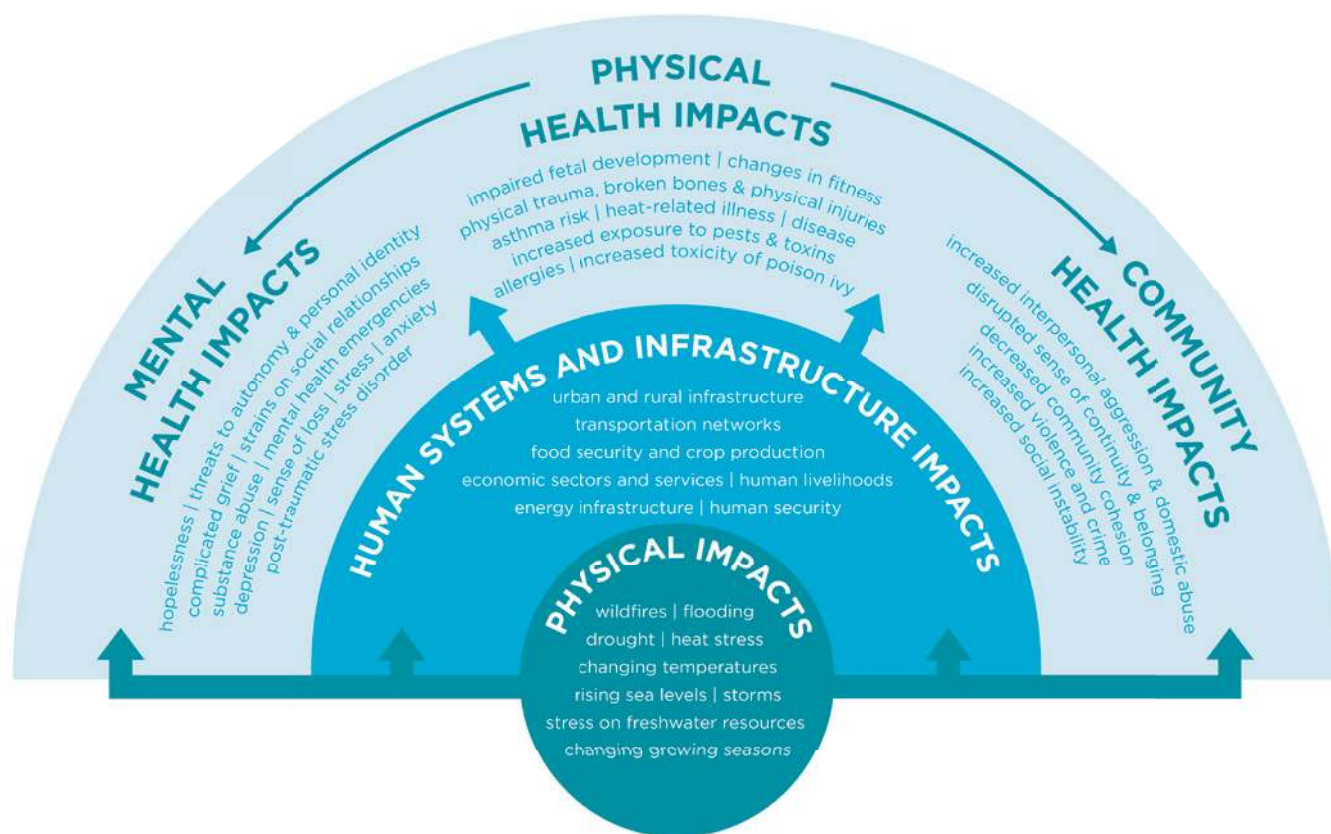 PHYSICAL
HEALTH IMPACTS
impaired fetal development | changes in fitness
physical trauma, broken bones & physical injuries
asthma risk | heat-related illness | disease
increased exposure to pests & toxins
allergies | increased toxicity of poison ivy
MENTAL
HEALTH IMPACTS
hopelessness | threats to autonomy & personal identity
complicated grief | strains on social relationships
substance abuse | mental health emergencies
depression | sense of loss | stress | anxiety
post-traumatic stress disorder
COMMUNITY
HEALTH IMPACTS
increased interpersonal aggression & domestic abuse
disrupted sense of continuity & belonging
decreased community cohesion
increased violence and crime
increased social instability
HUMAN SYSTEMS AND INFRASTRUCTURE IMPACTS
urban and rural infrastructure
transportation networks
food security and crop production
economic sectors and services | human livelihoods
energy infrastructure | human security
PHYSICAL IMPACTS
wildfires | flooding
drought | heat stress
changing temperatures
rising sea levels | storms
stress on freshwater resources
changing growing seasons